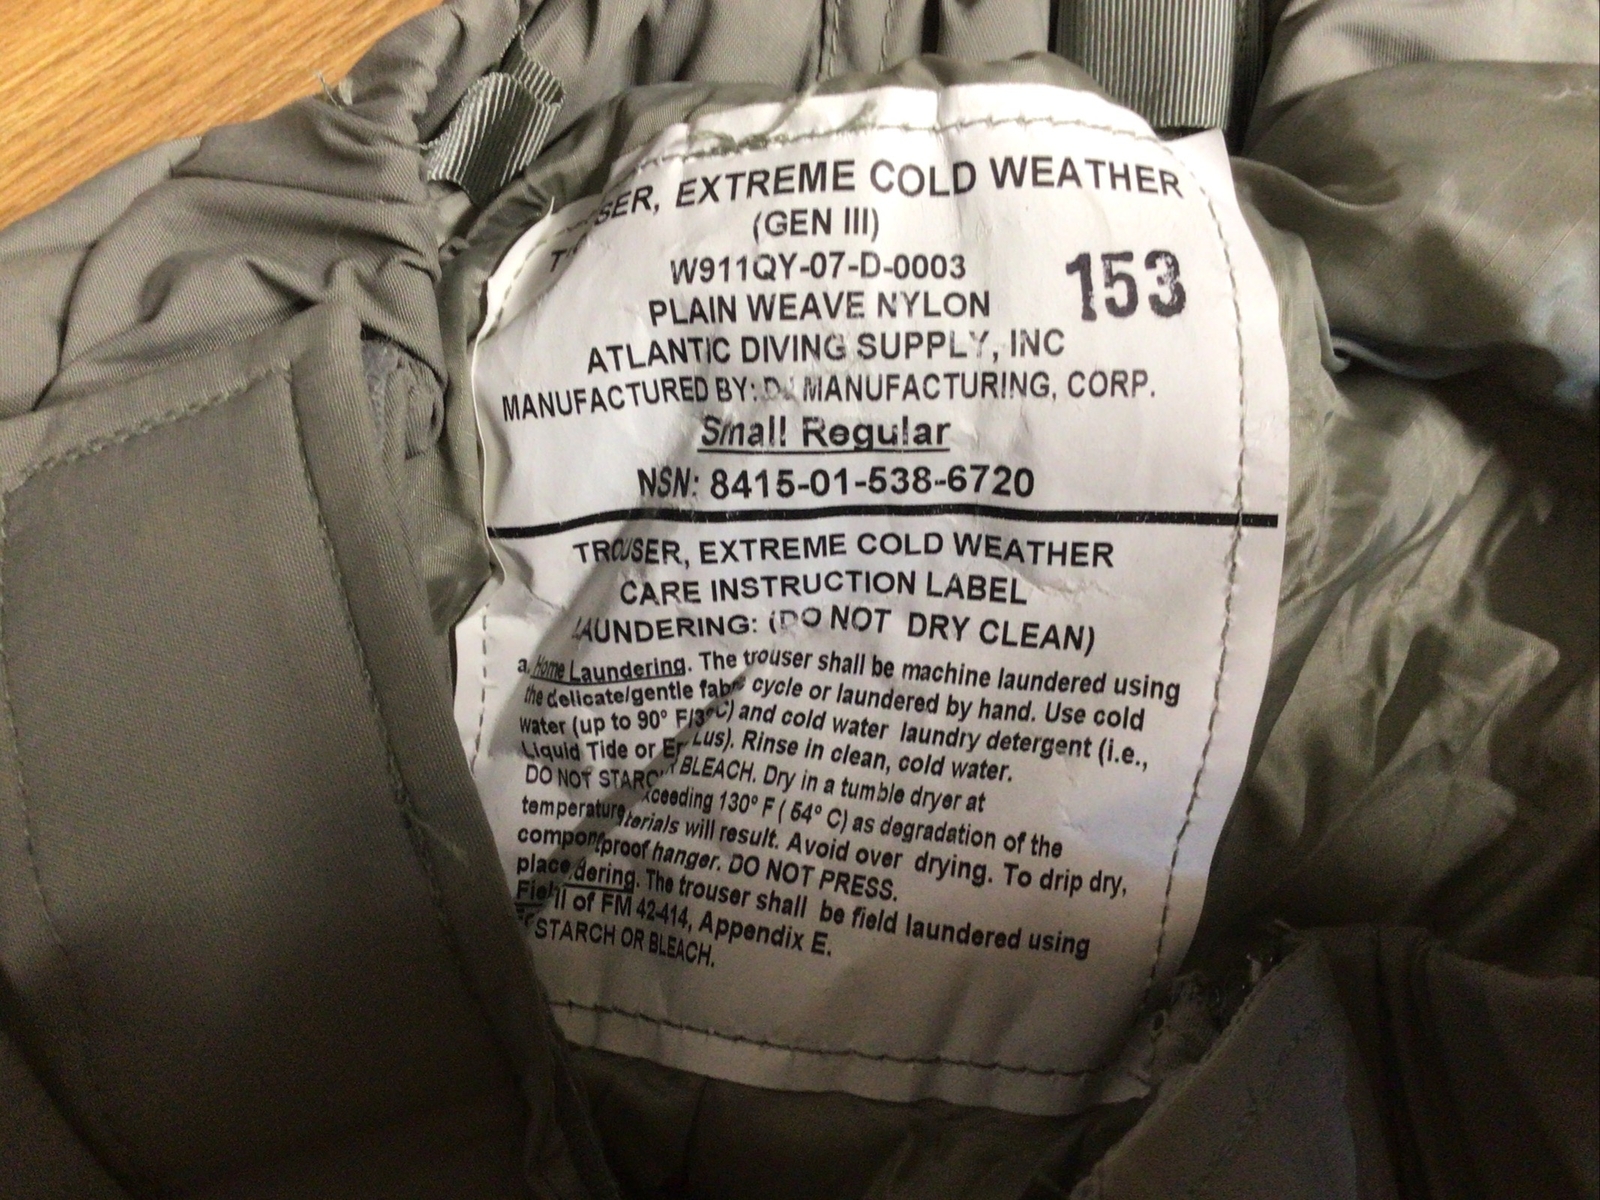 EXTREME COLD WEATHER
(GEN III)
W911QY-07-D-0003
153
PLAIN WEAVE NYLON
ATLANTIC DIVING SUPPLY, INC
MANUFACTURED BY: DJ MANUFACTURING, CORP.
Small Regular
NSN: 8415-01-538-6720
TROUSER, EXTREME COLD WEATHER
CARE INSTRUCTION LABEL
LAUNDERING: (DO NOT DRY CLEAN)
a. Home Laundering. The trouser shall be machine laundered using
the delicate/gentle cycle or laundered by hand. Use cold
water (up to 90° and cold water laundry detergent (i.e.,
Liquid Tide or Rinse in clean, cold water.
DO NOT BLEACH. Dry in a tumble dryer at
130° F ( 54° C) as degradation of the
will result. Avoid over drying. To drip dry,
hanger. DO NOT PRESS.
The trouser shall be field laundered using
of FM 42-414, Appendix E.
STARCH OR BLEACH.